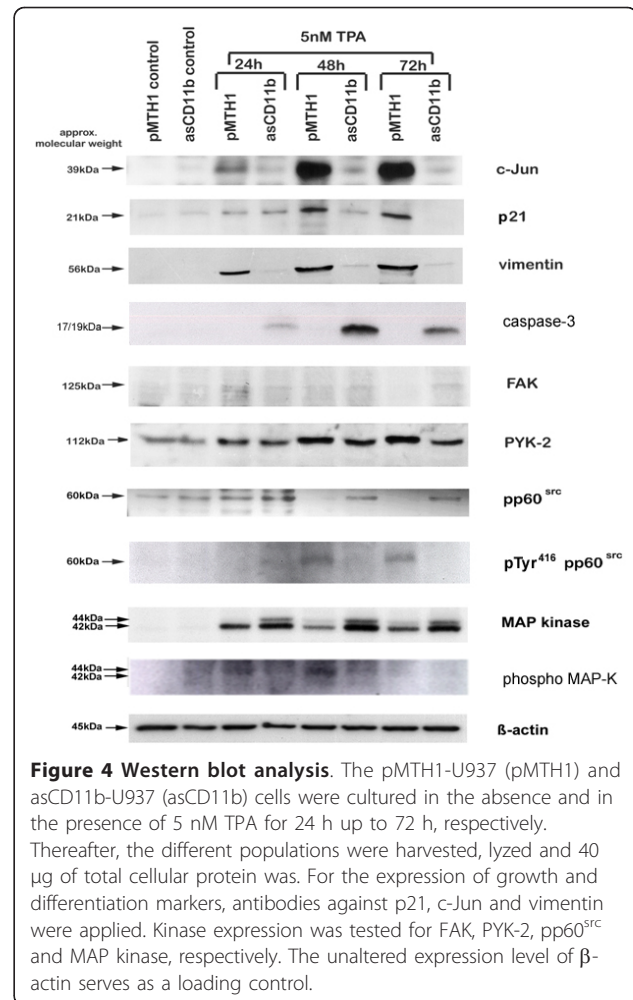 5nM TPA
24h 48h 72h
pMTH1 control
asCD11b control
pMTH1
asCD11b
pMTH1
asCD11b
pMTH1
asCD11b
approx.
molecular weight
39kDa c-Jun
21kDa p21
56kDa vimentin
17/19kDa caspase-3
125kDa FAK
112kDa PYK-2
60kDa pp60 src
60kDa pTyr416 pp60 src
44kDa
42kDa MAP kinase
44kDa
42kDa phospho MAP-K
45kDa ß-actin
Figure 4 Western blot analysis. The pMTH1-U937 (pMTH1) and
asCD11b-U937 (asCD11b) cells were cultured in the absence and in
the presence of 5 nM TPA for 24 h up to 72 h, respectively.
Thereafter, the different populations were harvested, lyzed and 40
μg of total cellular protein was. For the expression of growth and
differentiation markers, antibodies against p21, c-Jun and vimentin
were applied. Kinase expression was tested for FAK, PYK-2, pp60src
and MAP kinase, respectively. The unaltered expression level of β-
actin serves as a loading control.